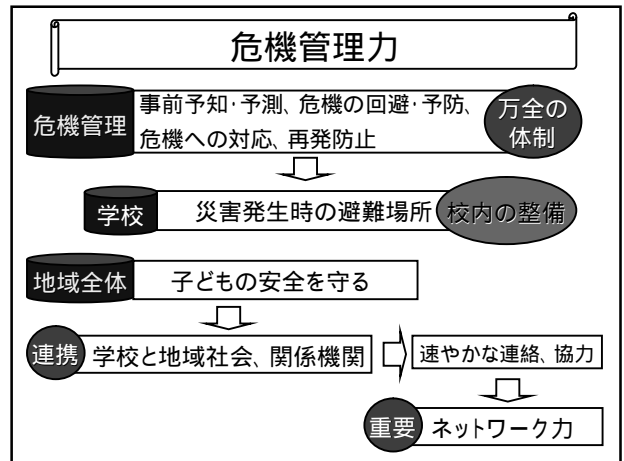 危機管理力
危機管理
事前予知・予測、危機の回避・予防、
危機への対応、再発防止
万全の
体制
学校
災害発生時の避難場所
校内の整備
地域全体
子どもの安全を守る
連携
学校と地域社会、関係機関
速やかな連絡、協力
重要
ネットワーク力